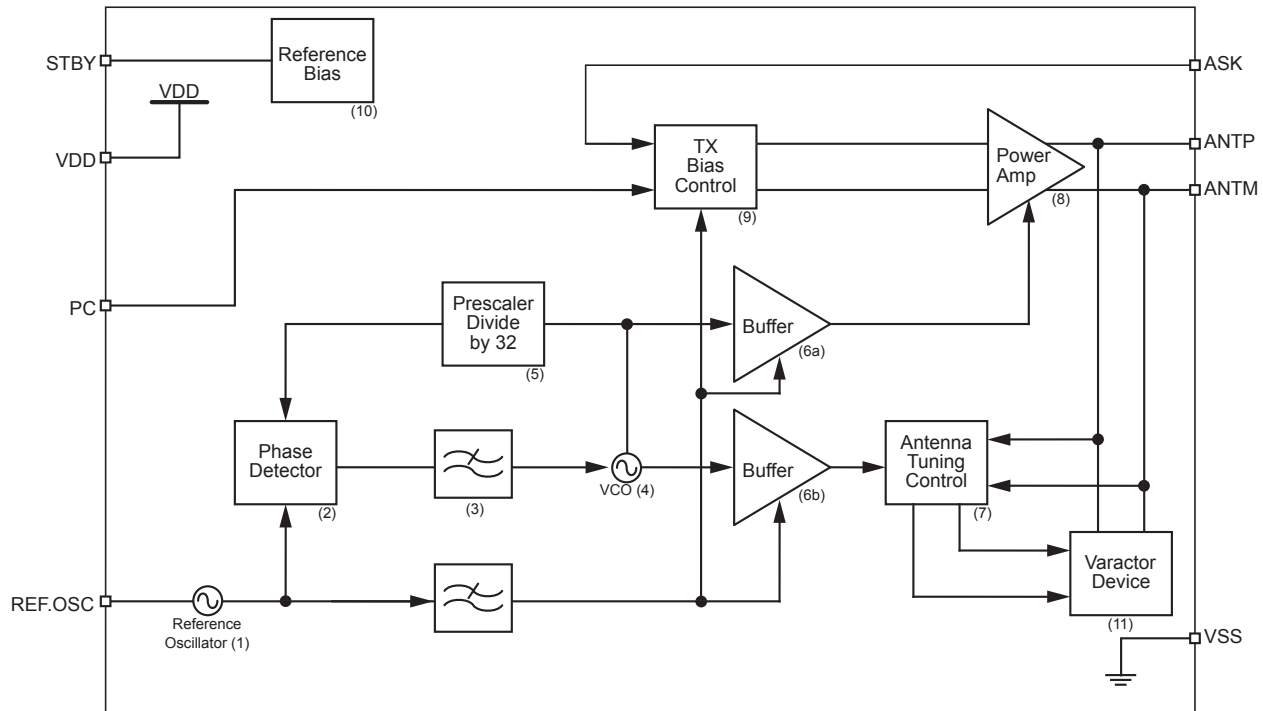 STBY
Reference
Bias
(10)
ASK
VDD
VDD
TX
Bias
Control
(9)
Power
Amp
(8)
ANTP
ANTM
PC
Prescaler
Divide
by 32
(5)
Buffer
(6a)
Phase
Detector
(2)
(3)
VCO (4)
Buffer
(6b)
Antenna
Tuning
Control
(7)
Varactor
Device
(11)
REF.OSC
Reference
Oscillator (1)
VSS